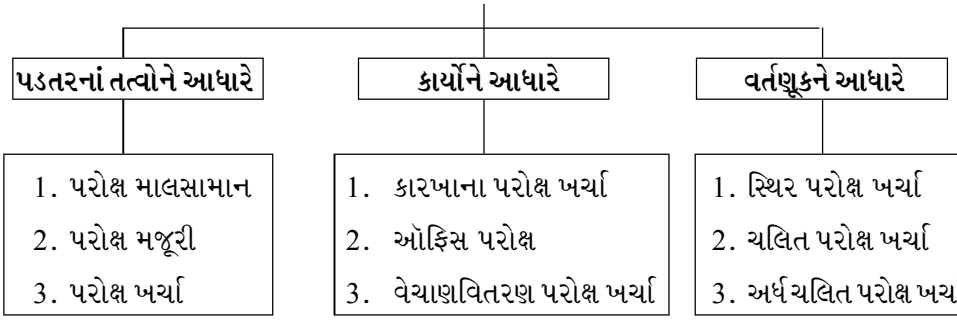 પડતરનાં તત્વોને આધારે
કાર્યોને આધારે
વર્તણૂકને આધારે
1. પરોક્ષ માલસામાન
2. પરોક્ષ મજૂરી
3. પરોક્ષ ખર્ચા
1. કારખાના પરોક્ષ ખર્ચા
2. ઑફિસ પરોક્ષ
3. વેચાણવિતરણ પરોક્ષ ખર્ચા
1. સ્થિર પરોક્ષ ખર્ચા
2. ચલિત પરોક્ષ ખર્ચા
3. અર્ધચલિત પરોક્ષ